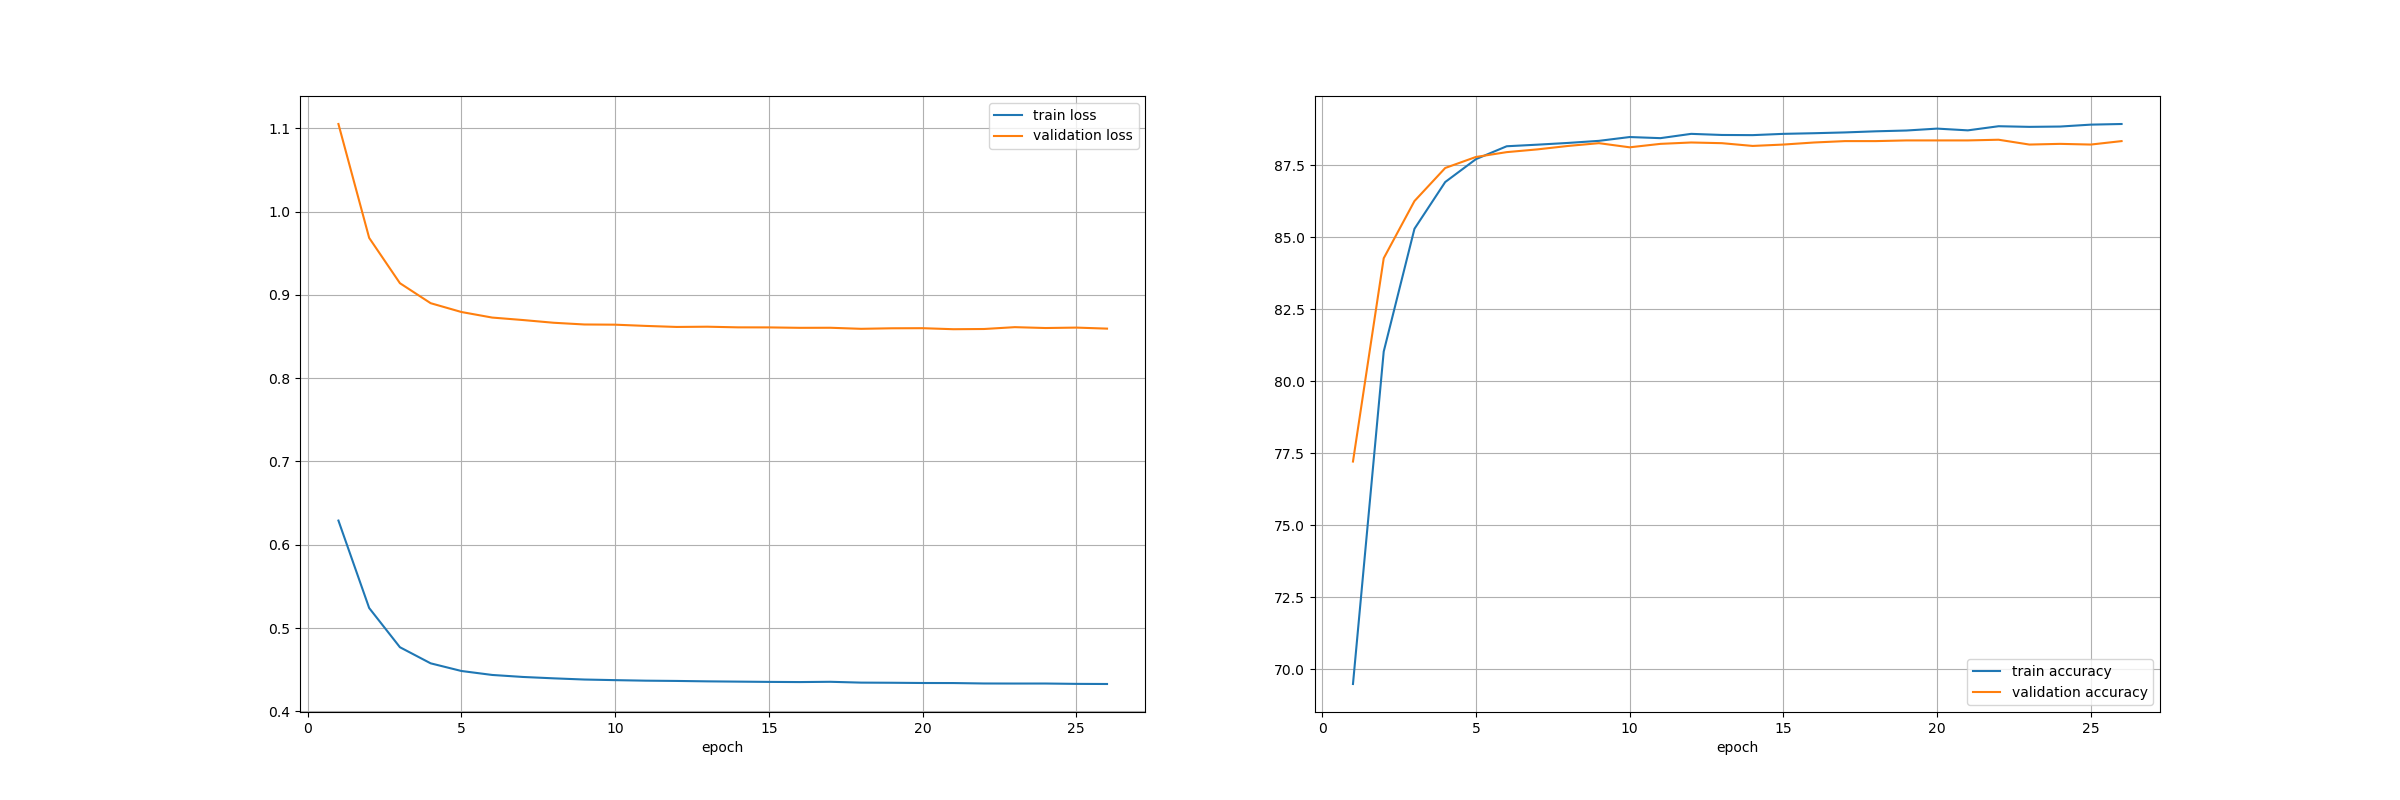 train loss
validation loss
1.1
1.0
0.9
0.8
0.7
0.6
0.5
0.4
0 5 10 15 20 25
epoch
87.5
85.0
82.5
80.0
77.5
75.0
72.5
70.0
train accuracy
validation accuracy
0 5 10 15 20 25
epoch